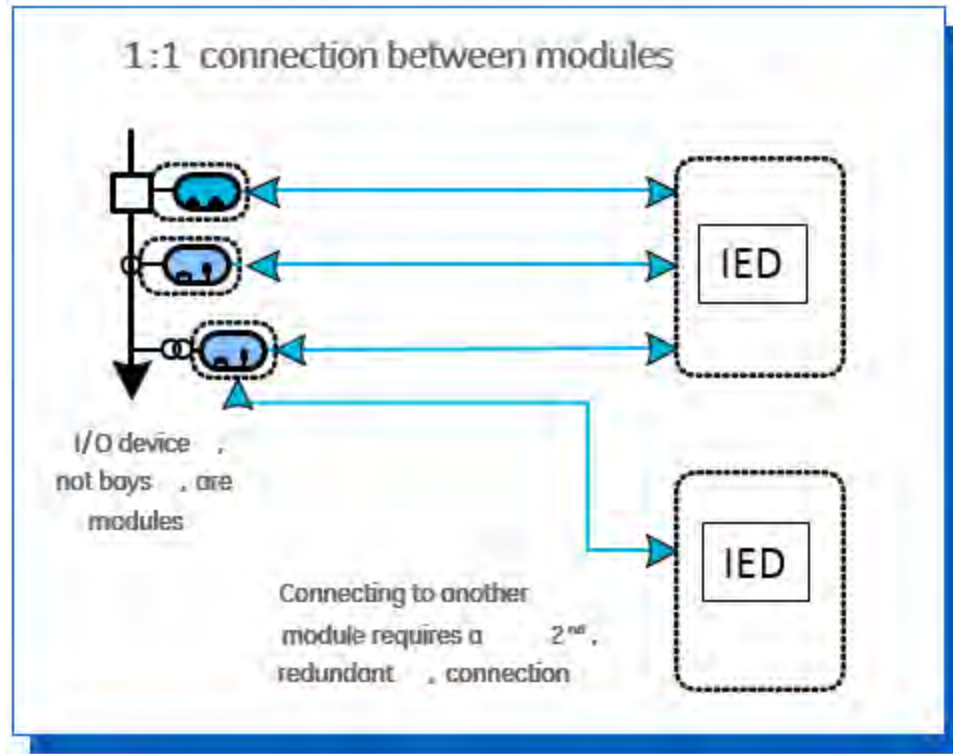 1:1 connection between modules
IED
I/O device ,
not bays , are
modules
IED
Connecting to another
module requires a 2nd,
redundant , connection